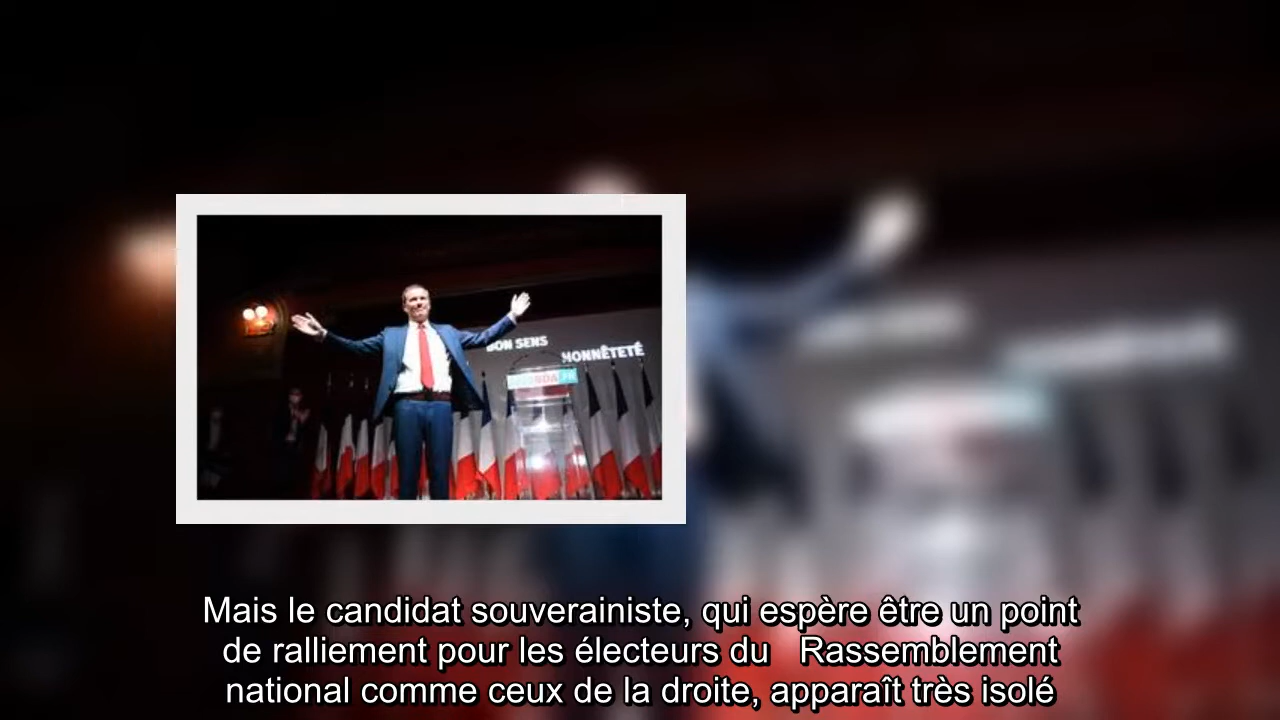 BON SENS
HONNÊTETÉ
Mais le candidat souverainiste, qui espère être un point
de ralliement pour les électeurs du Rassemblement
national comme ceux de la droite, apparaît très isolé